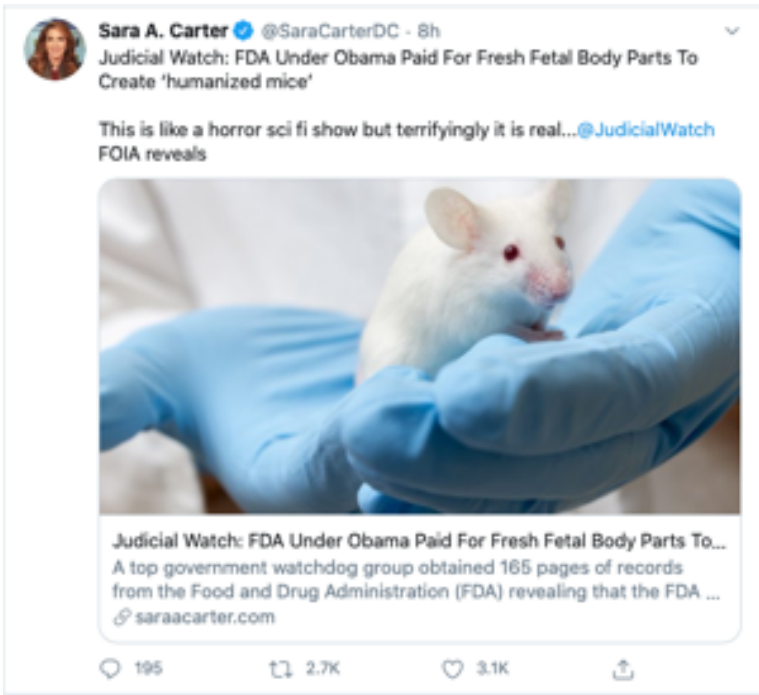 Sara A. Carter @SaraCarterDC · 8h
Judicial Watch: FDA Under Obama Paid For Fresh Fetal Body Parts To
Create ‘humanized mice’
This is like a horror sci fi show but terrifyingly it is real...@JudicialWatch
FOIA reveals
Judicial Watch: FDA Under Obama Paid For Fresh Fetal Body Parts To...
A top government watchdog group obtained 165 pages of records
from the Food and Drug Administration (FDA) revealing that the FDA ...
saraacarter.com
195 2.7K 3.1K